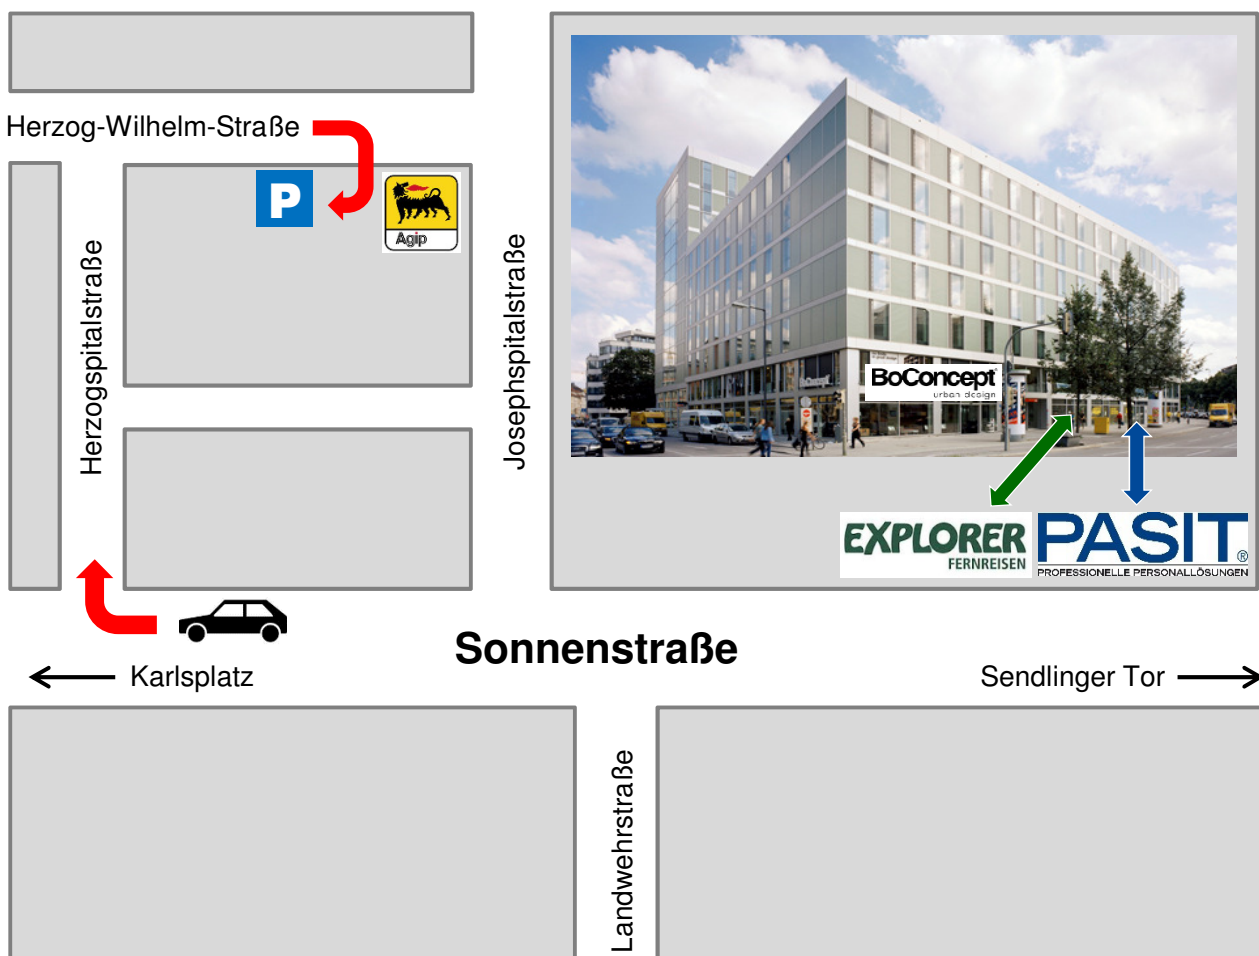 Herzog-Wilhelm-Straße
P
Agip
Herzogspitalstraße
Josephspitalstraße
BoConcept
BoConcept®
urban design
EXPLORER
FERNREISEN
PASIT®
PROFESSIONELLE PERSONALLÖSUNGEN
Sonnenstraße
Karlsplatz
Sendlinger Tor
Landwehrstraße